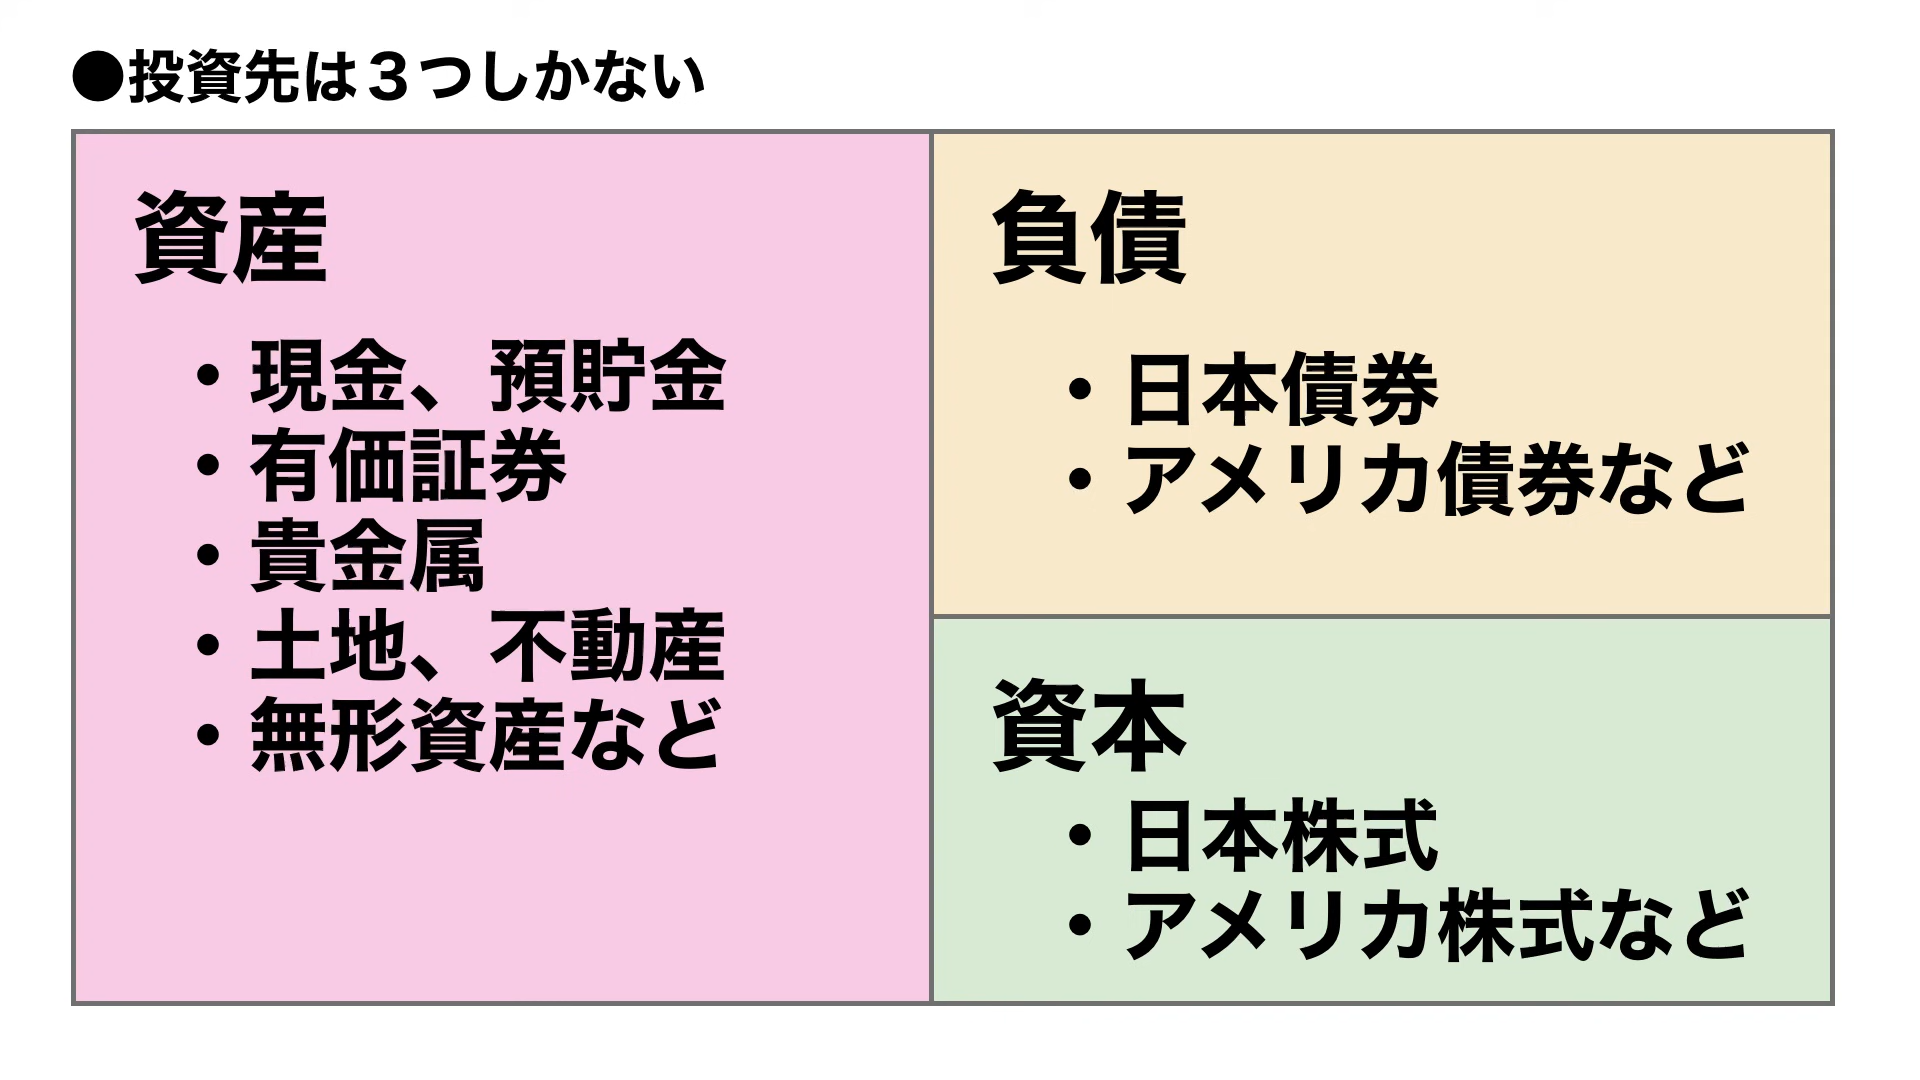 ●投資先は３つしかない
資産
・現金、預貯金
・有価証券
・貴金属
・土地、不動産
・無形資産など
負債
・日本債券
・アメリカ債券など
資本
・日本株式
・アメリカ株式など